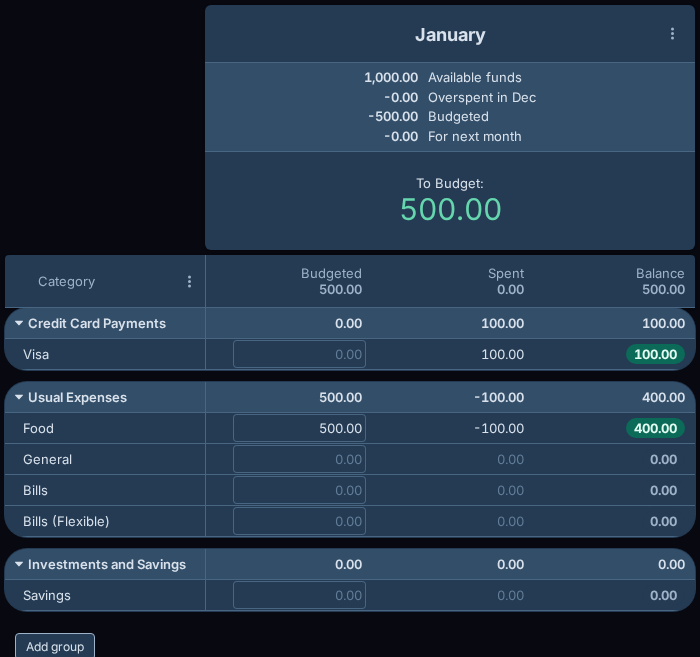 January
1,000.00 Available funds
-0.00 Overspent in Dec
-500.00 Budgeted
-0.00 For next month
To Budget:
500.00
Category Budgeted Spent Balance
500.00 0.00 500.00
Credit Card Payments 0.00 100.00 100.00
Visa 0.00 100.00 100.00
Usual Expenses 500.00 -100.00 400.00
Food 500.00 -100.00 400.00
General 0.00 0.00 0.00
Bills 0.00 0.00 0.00
Bills (Flexible) 0.00 0.00 0.00
Investments and Savings 0.00 0.00 0.00
Savings 0.00 0.00 0.00
Add group